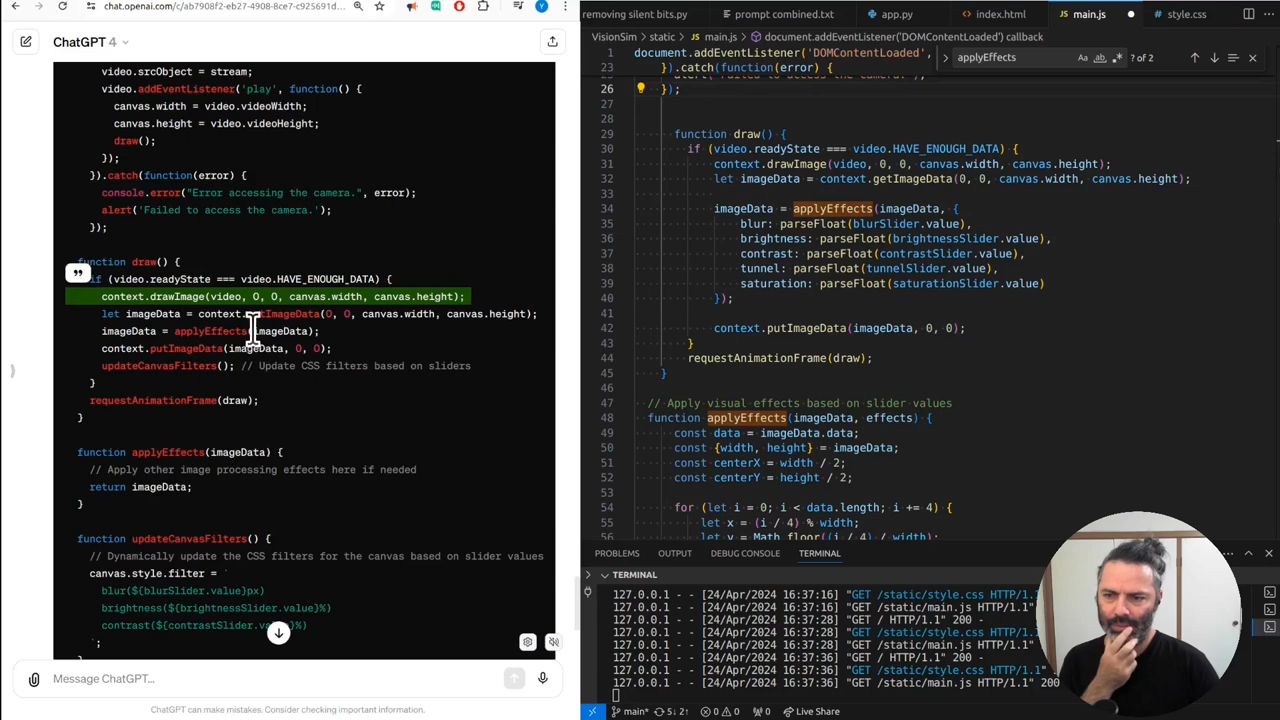 chat.openai.com/c/ab7908f2-eb27-4908-8ce7-c925691d...
ChatGPT 4
video.srcObject = stream;
video.addEventListener('play', function() {
canvas.width = video.videoWidth;
canvas.height = video.videoHeight;
draw();
});
}).catch(function(error) {
console.error("Error accessing the camera.", error);
alert('Failed to access the camera.');
});
function draw() {
if (video.readyState === video.HAVE_ENOUGH_DATA) {
context.drawImage(video, 0, 0, canvas.width, canvas.height);
let imageData = context.getImageData(0, 0, canvas.width, canvas.height);
imageData = applyEffects(imageData);
context.putImageData(imageData, 0, 0);
updateCanvasFilters(); // Update CSS filters based on sliders
}
requestAnimationFrame(draw);
}
function applyEffects(imageData) {
// Apply other image processing effects here if needed
return imageData;
}
function updateCanvasFilters() {
// Dynamically update the CSS filters for the canvas based on slider values
canvas.style.filter = `
blur(${blurSlider.value}px)
brightness(${brightnessSlider.value}%)
contrast(${contrastSlider.value}%)
`;
}
Message ChatGPT...
ChatGPT can make mistakes. Consider checking important information.
removing silent bits.py prompt combined.txt app.py index.html JS main.js style.css
VisionSim > static > JS main.js > document.addEventListener('DOMContentLoaded') callback
1 document.addEventListener('DOMContentLoaded',
applyEffects Aa ab ? of 2
23 }).catch(function(error) {
26 });
27
28
29 function draw() {
30 if (video.readyState === video.HAVE_ENOUGH_DATA) {
31 context.drawImage(video, 0, 0, canvas.width, canvas.height);
32 let imageData = context.getImageData(0, 0, canvas.width, canvas.height);
33
34 imageData = applyEffects(imageData, {
35 blur: parseFloat(blurSlider.value),
36 brightness: parseFloat(brightnessSlider.value),
37 contrast: parseFloat(contrastSlider.value),
38 tunnel: parseFloat(tunnelSlider.value),
39 saturation: parseFloat(saturationSlider.value)
40 });
41
42 context.putImageData(imageData, 0, 0);
43 }
44 requestAnimationFrame(draw);
45 }
46
47 // Apply visual effects based on slider values
48 function applyEffects(imageData, effects) {
49 const data = imageData.data;
50 const {width, height} = imageData;
51 const centerX = width / 2;
52 const centerY = height / 2;
53
54 for (let i = 0; i < data.length; i += 4) {
55 let x = (i / 4) % width;
56 let y = Math.floor((i / 4) / width);
PROBLEMS OUTPUT DEBUG CONSOLE TERMINAL
TERMINAL
127.0.0.1 - - [24/Apr/2024 16:37:16] "GET /static/style.css HTTP/1.1"
127.0.0.1 - - [24/Apr/2024 16:37:16] "GET /static/main.js HTTP/1.1"
127.0.0.1 - - [24/Apr/2024 16:37:28] "GET / HTTP/1.1" 200 -
127.0.0.1 - - [24/Apr/2024 16:37:28] "GET /static/style.css
127.0.0.1 - - [24/Apr/2024 16:37:28] "GET /static/main.js
127.0.0.1 - - [24/Apr/2024 16:37:36] "GET / HTTP/1.1" 200
127.0.0.1 - - [24/Apr/2024 16:37:36] "GET /static/style.css
127.0.0.1 - - [24/Apr/2024 16:37:36] "GET /static/main.js HTTP/1.1" 200
main* 5↓ 2↑ 0 0 0 Live Share